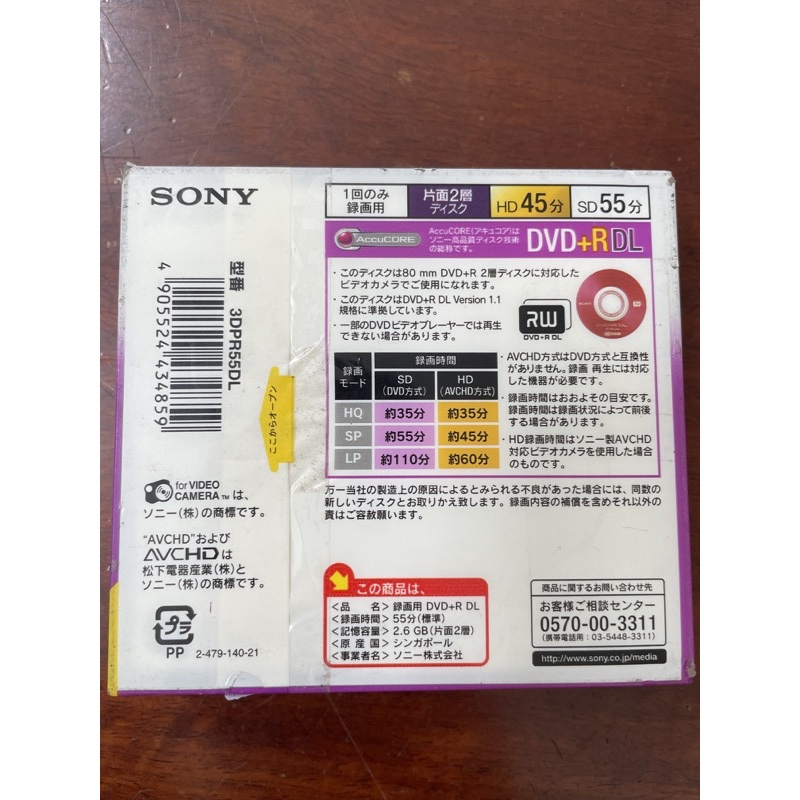 SONY
型番 3DPR55DL
4 905524 434859
ここからオープン
for VIDEO
CAMERA™は、
ソニー(株)の商標です。
"AVCHD"および
AVCHDは
松下電器産業(株)と
ソニー(株)の商標です。
プラ
PP
2-479-140-21
1回のみ
録画用
片面2層
ディスク
HD 45分
SD 55分
AccuCORE
AccuCORE(アキュコア)は
ソニー高品質ディスク技術
の総称です。
DVD+R DL
・このディスクは80 mm DVD+R 2層ディスクに対応した
ビデオカメラでご使用になれます。
・このディスクはDVD+R DL Version 1.1
規格に準拠しています。
・一部のDVDビデオプレーヤーでは再生
できない場合があります。
RW
DVD+R DL
SONY
録画
モード
録画時間
SD
(DVD方式)
HD
(AVCHD方式)
HQ 約35分 約35分
SP 約55分 約45分
LP 約110分 約60分
・AVCHD方式はDVD方式と互換性
がありません。録画 再生には対応
した機器が必要です。
・録画時間はおおよその目安です。
録画時間は録画状況によって前後
する場合があります。
・HD録画時間はソニー製AVCHD
対応ビデオカメラを使用した場合
のものです。
万一当社の製造上の原因によるとみられる不良があった場合には、同数の
新しいディスクとお取りかえ致します。録画内容の補償を含めそれ以外の
責はご容赦願います。
この商品は、
<品 名>録画用 DVD+R DL
<録画時間>55分(標準)
<記憶容量>2.6 GB(片面2層)
<原 産 国>シンガポール
<事業者名>ソニー株式会社
商品に関するお問い合わせ先
お客様ご相談センター
0570-00-3311
(携帯電話用:03-5448-3311)
http://www.sony.co.jp/media